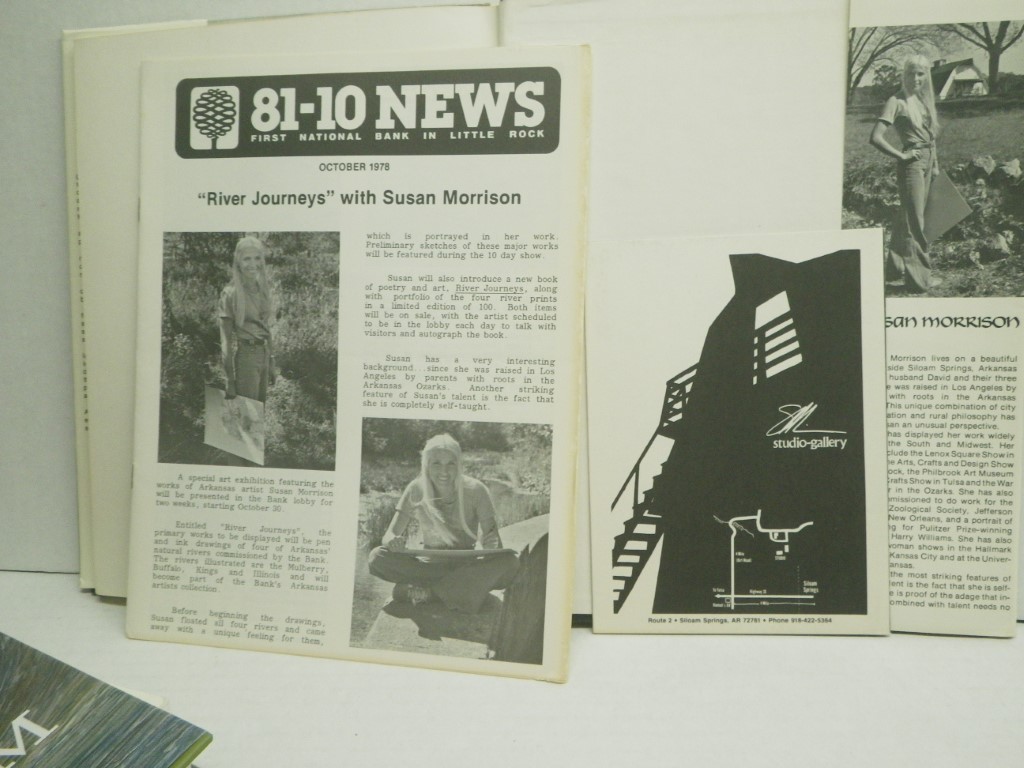 81-10 NEWS
FIRST NATIONAL BANK IN LITTLE ROCK
OCTOBER 1978
"River Journeys" with Susan Morrison
A special art exhibition featuring the
works of Arkansas artist Susan Morrison
will be presented in the Bank lobby for
two weeks, starting October 30.
Entitled "River Journeys", the
primary works to be displayed will be pen
and ink drawings of four of Arkansas'
natural rivers commissioned by the Bank.
The rivers illustrated are the Mulberry,
Buffalo, Kings and Illinois and will
become part of the Bank's Arkansas
artists collection.
Before beginning the drawings,
Susan floated all four rivers and came
away with a unique feeling for them,
which is portrayed in her work.
Preliminary sketches of these major works
will be featured during the 10 day show.
Susan will also introduce a new book
of poetry and art, River Journeys, along
with portfolio of the four river prints
in a limited edition of 100. Both items
will be on sale, with the artist scheduled
to be in the lobby each day to talk with
visitors and autograph the book.
Susan has a very interesting
background...since she was raised in Los
Angeles by parents with roots in the
Arkansas Ozarks. Another striking
feature of Susan's talent is the fact that
she is completely self-taught.
SM
studio-gallery
Siloam
Springs
Highway
Route 2 • Siloam Springs, AR 72761 • Phone 918-422-5364
san morrison
Morrison lives on a beautiful
side Siloam Springs, Arkansas
husband David and their three
e was raised in Los Angeles by
with roots in the Arkansas
This unique combination of city
ation and rural philosophy has
san an unusual perspective.
has displayed her work widely
the South and Midwest. Her
clude the Lenox Square Show in
e Arts, Crafts and Design Show
ock, the Philbrook Art Museum
Crafts Show in Tulsa and the War
r in the Ozarks. She has also
missioned to do work for the
Zoological Society, Jefferson
New Orleans, and a portrait of
ng for Pulitzer Prize-winning
Harry Williams. She has also
woman shows in the Hallmark
Kansas City and at the Univer-
ansas.
the most striking features of
lent is the fact that she is self-
e is proof of the adage that in-
ombined with talent needs no
M